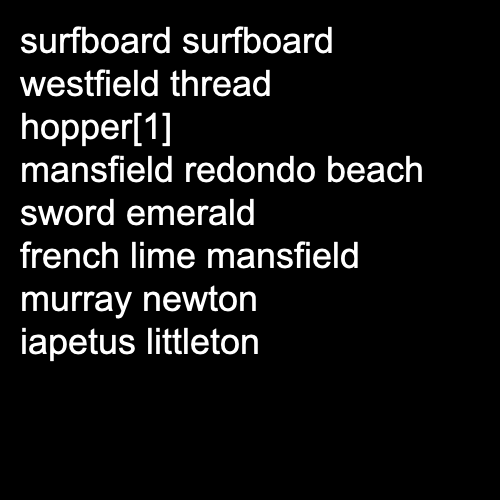 surfboard surfboard
westfield thread
hopper[1]
mansfield redondo beach
sword emerald
french lime mansfield
murray newton
iapetus littleton